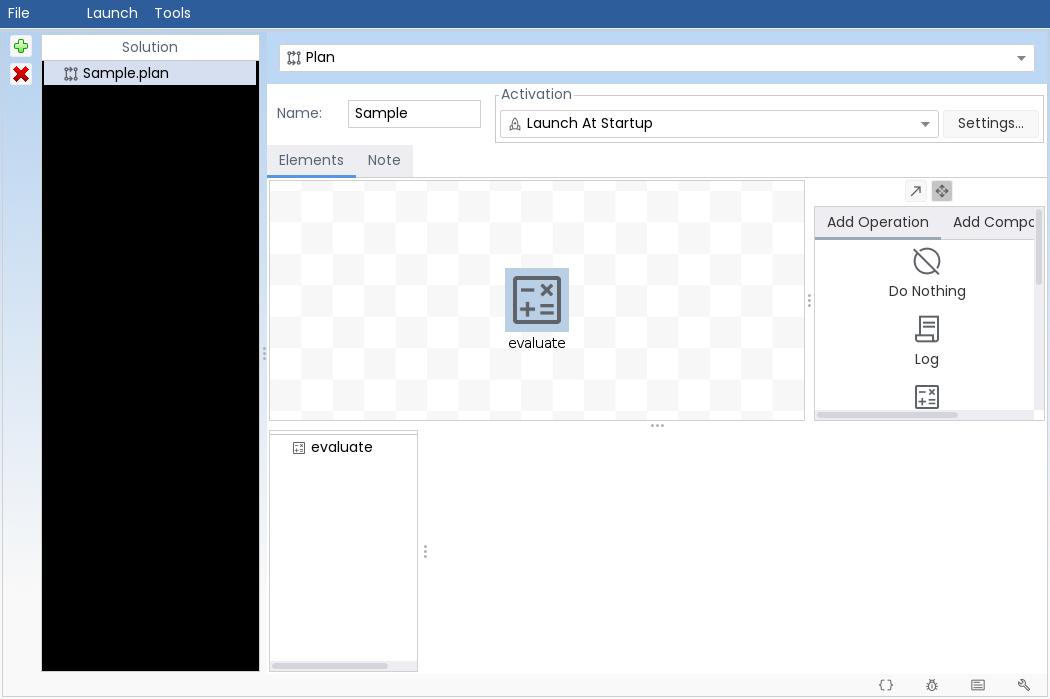 File
Launch
Tools
Solution
Sample.plan
Plan
Name:
Sample
Activation
Launch At Startup
Settings...
Elements
Note
evaluate
Add Operation
Add Compo
Do Nothing
Log
evaluate